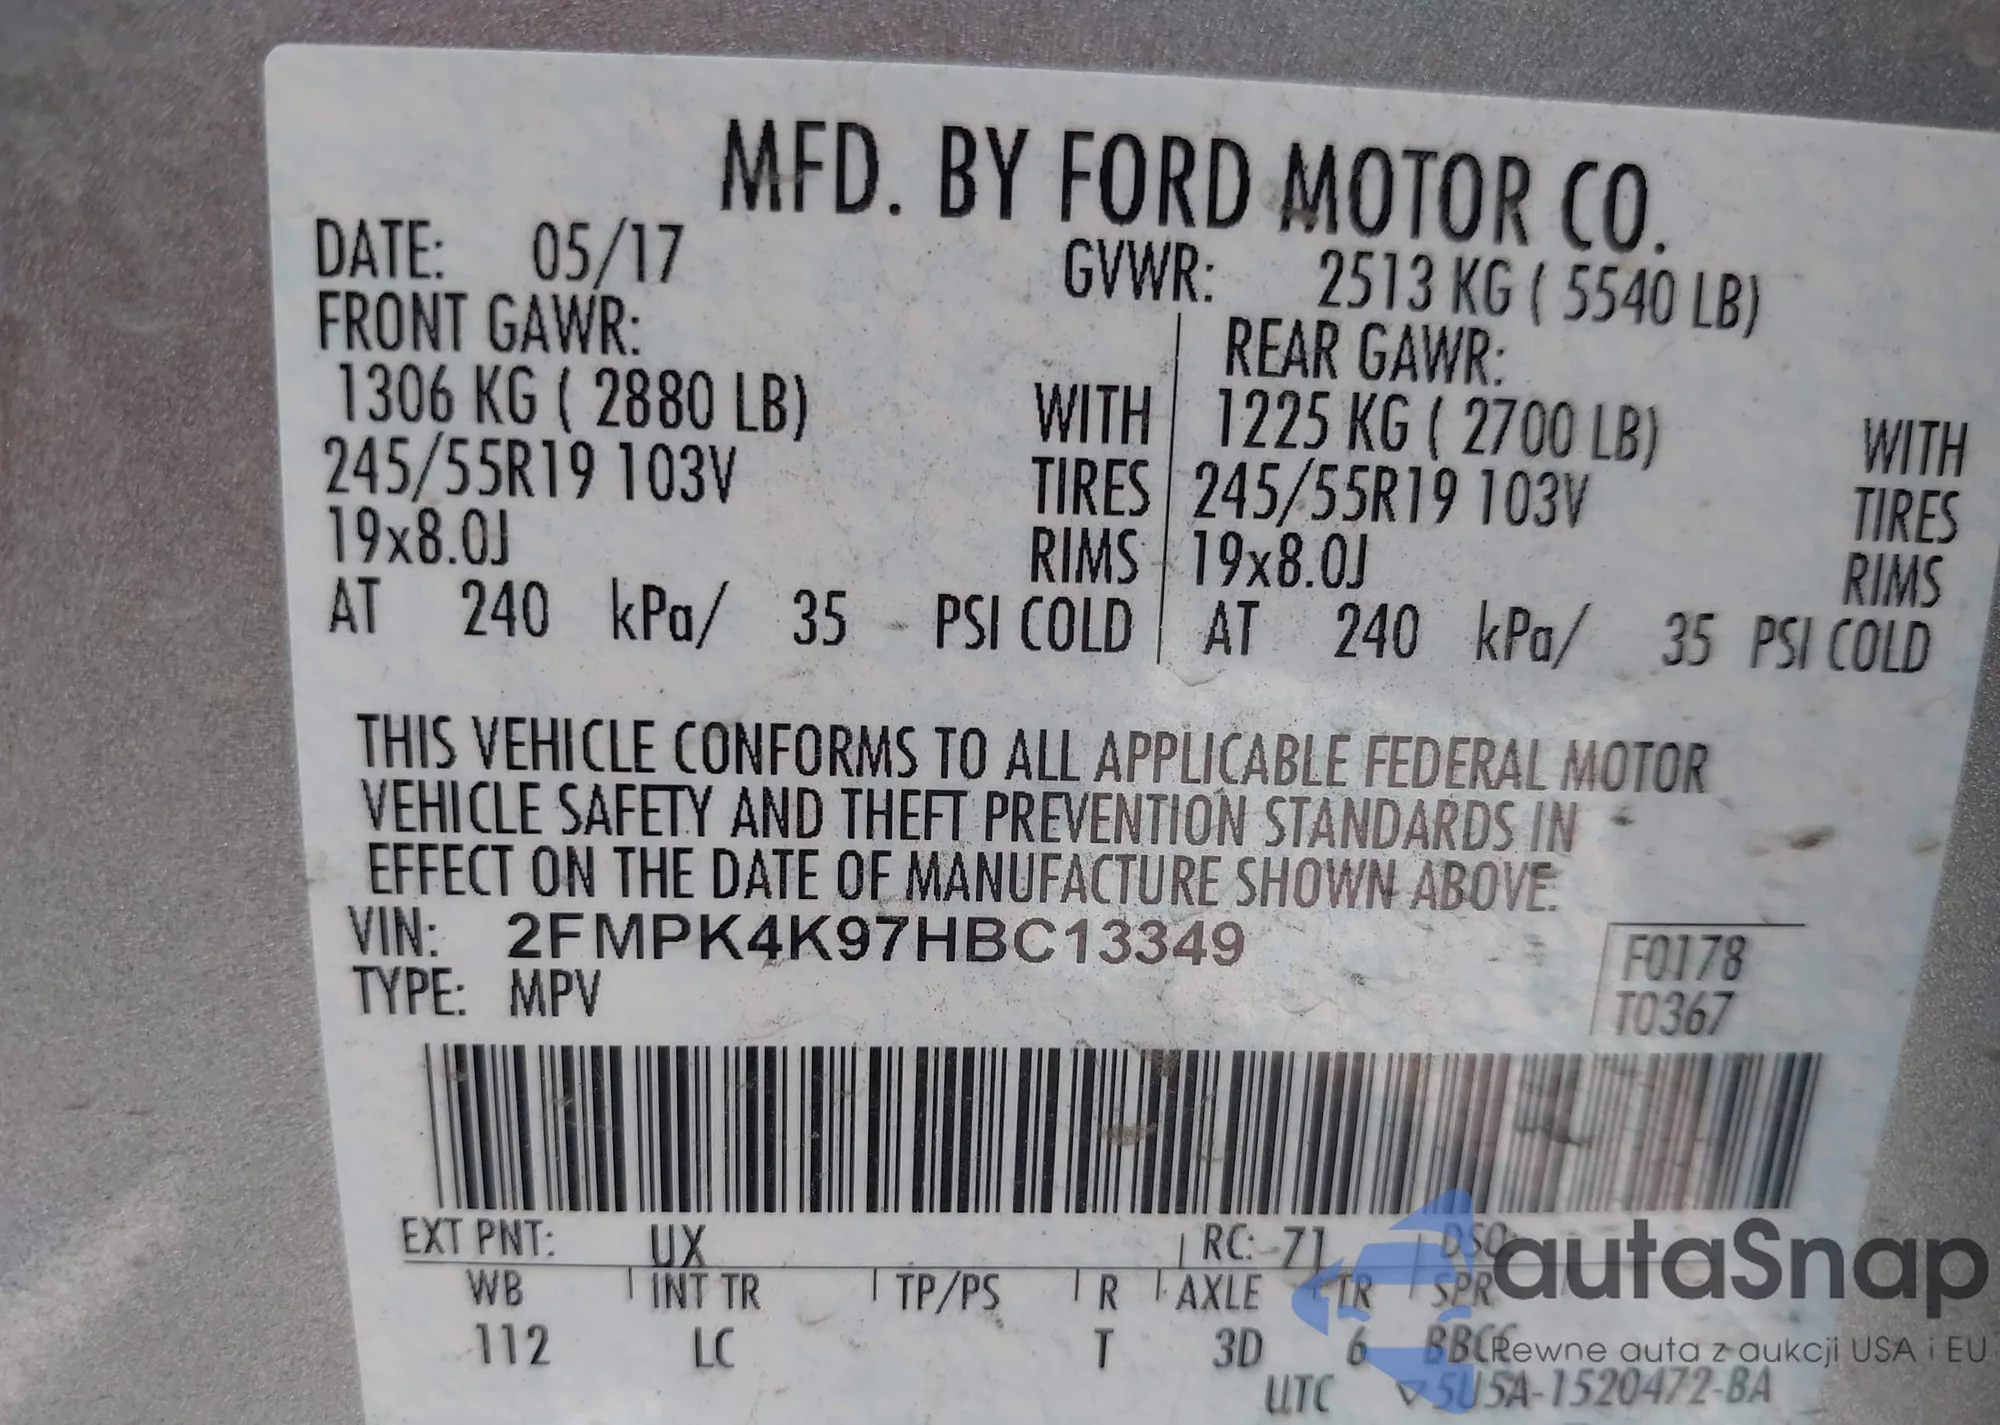 MFD. BY FORD MOTOR CO.
DATE: 05/17 GVWR: 2513 KG ( 5540 LB)
FRONT GAWR: REAR GAWR:
1306 KG ( 2880 LB) WITH 1225 KG ( 2700 LB) WITH
245/55R19 103V TIRES 245/55R19 103V TIRES
19x8.0J RIMS 19x8.0J RIMS
AT 240 kPa/ 35 PSI COLD AT 240 kPa/ 35 PSI COLD
THIS VEHICLE CONFORMS TO ALL APPLICABLE FEDERAL MOTOR
VEHICLE SAFETY AND THEFT PREVENTION STANDARDS IN
EFFECT ON THE DATE OF MANUFACTURE SHOWN ABOVE.
VIN: 2FMPK4K97HBC13349
TYPE: MPV
F0178
T0367
EXT PNT: UX RC: 71 DSO:
WB INT TR TP/PS R AXLE TR SPR
112 LC T 3D 6 BBCC
UTC 5U5A-1520472-BA
autaSnap
Pewne auta z aukcji USA i EU